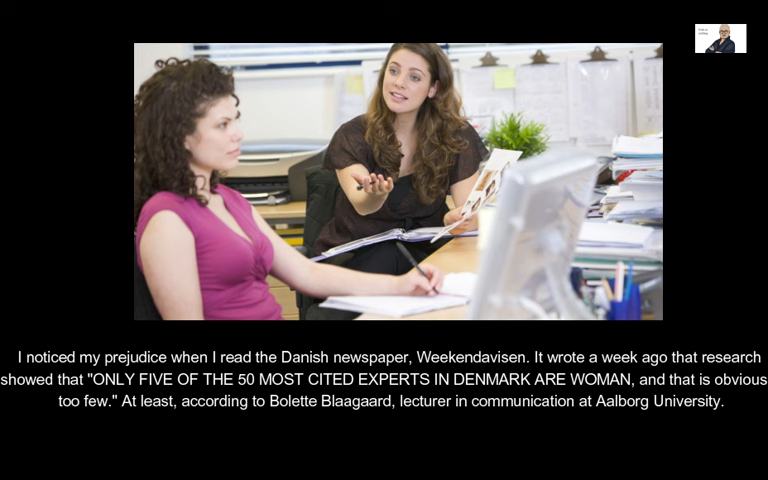 I noticed my prejudice when I read the Danish newspaper, Weekendavisen. It wrote a week ago that research
showed that "ONLY FIVE OF THE 50 MOST CITED EXPERTS IN DENMARK ARE WOMAN, and that is obvious
too few." At least, according to Bolette Blaagaard, lecturer in communication at Aalborg University.